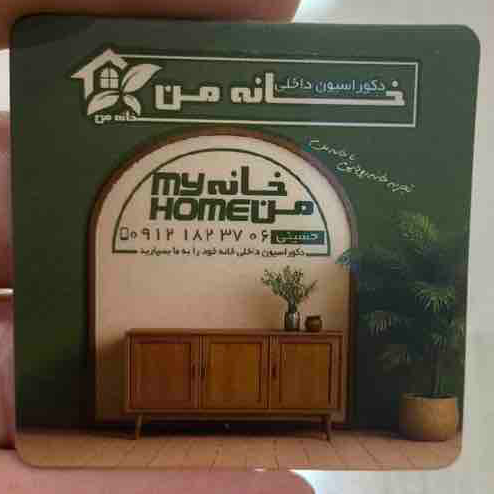 دکوراسیون داخلی
خانه من
خانه من
خانه من
MY HOME
۰۹۱۲ ۱۸۲ ۳۷ ۰۶
حسینی
دکوراسیون داخلی خانه خود را به ما بسپارید